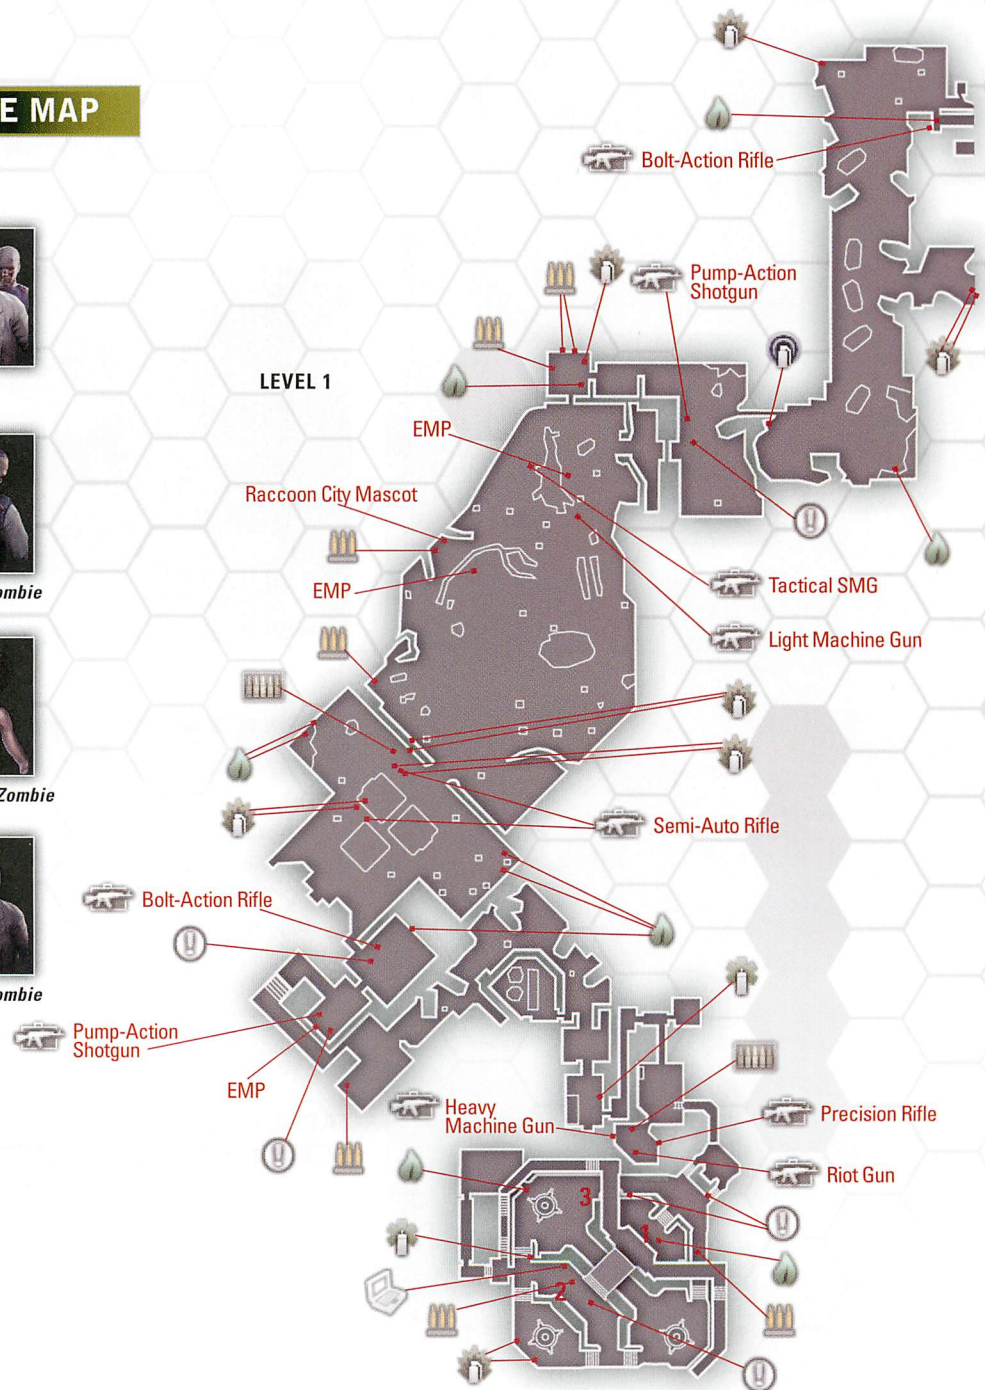 E MAP
Bolt-Action Rifle
Pump-Action
Shotgun
LEVEL 1
EMP
Raccoon City Mascot
EMP
Tactical SMG
Light Machine Gun
ombie
Zombie
Semi-Auto Rifle
Bolt-Action Rifle
ombie
Pump-Action
Shotgun
EMP
Heavy
Machine Gun
Precision Rifle
Riot Gun
3
1
2